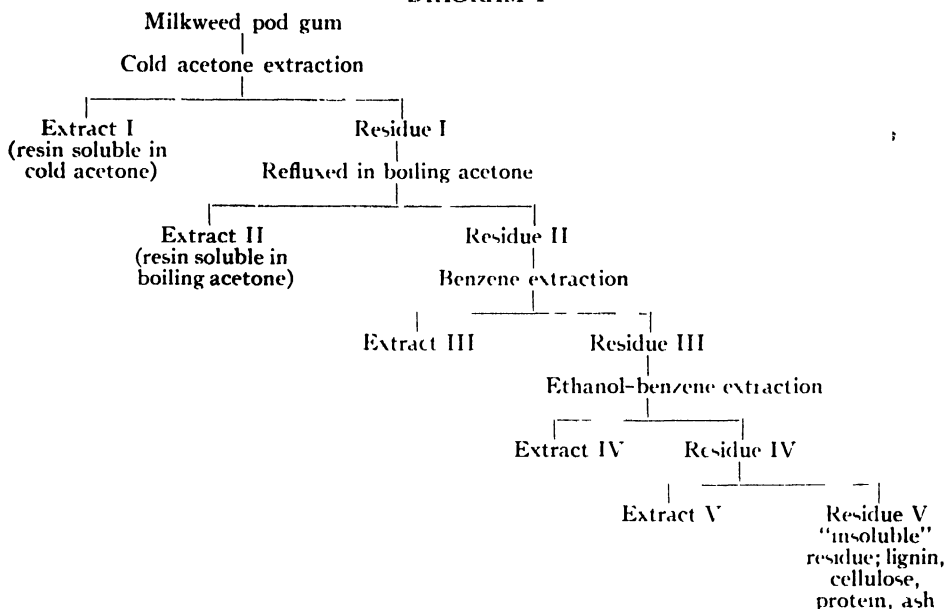 Milkweed pod gum
Cold acetone extraction
Extract I
(resin soluble in
cold acetone)
Residue I
Refluxed in boiling acetone
Extract II
(resin soluble in
boiling acetone)
Residue II
Benzene extraction
Extract III
Residue III
Ethanol-benzene extraction
Extract IV
Residue IV
Extract V
Residue V
"insoluble"
residue; lignin,
cellulose,
protein, ash